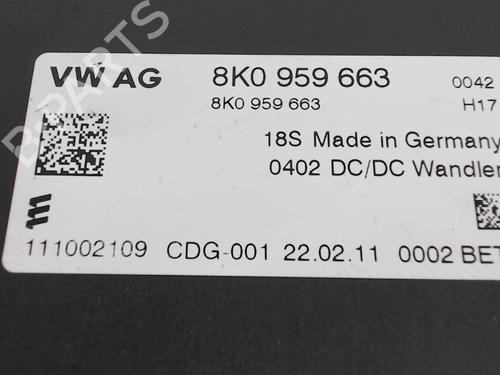 VW AG 8K0 959 663 0042
8K0 959 663 H17
18S Made in Germany
0402 DC/DC Wandler
111002109 CDG-001 22.02.11 0002 BET
B-PARTS